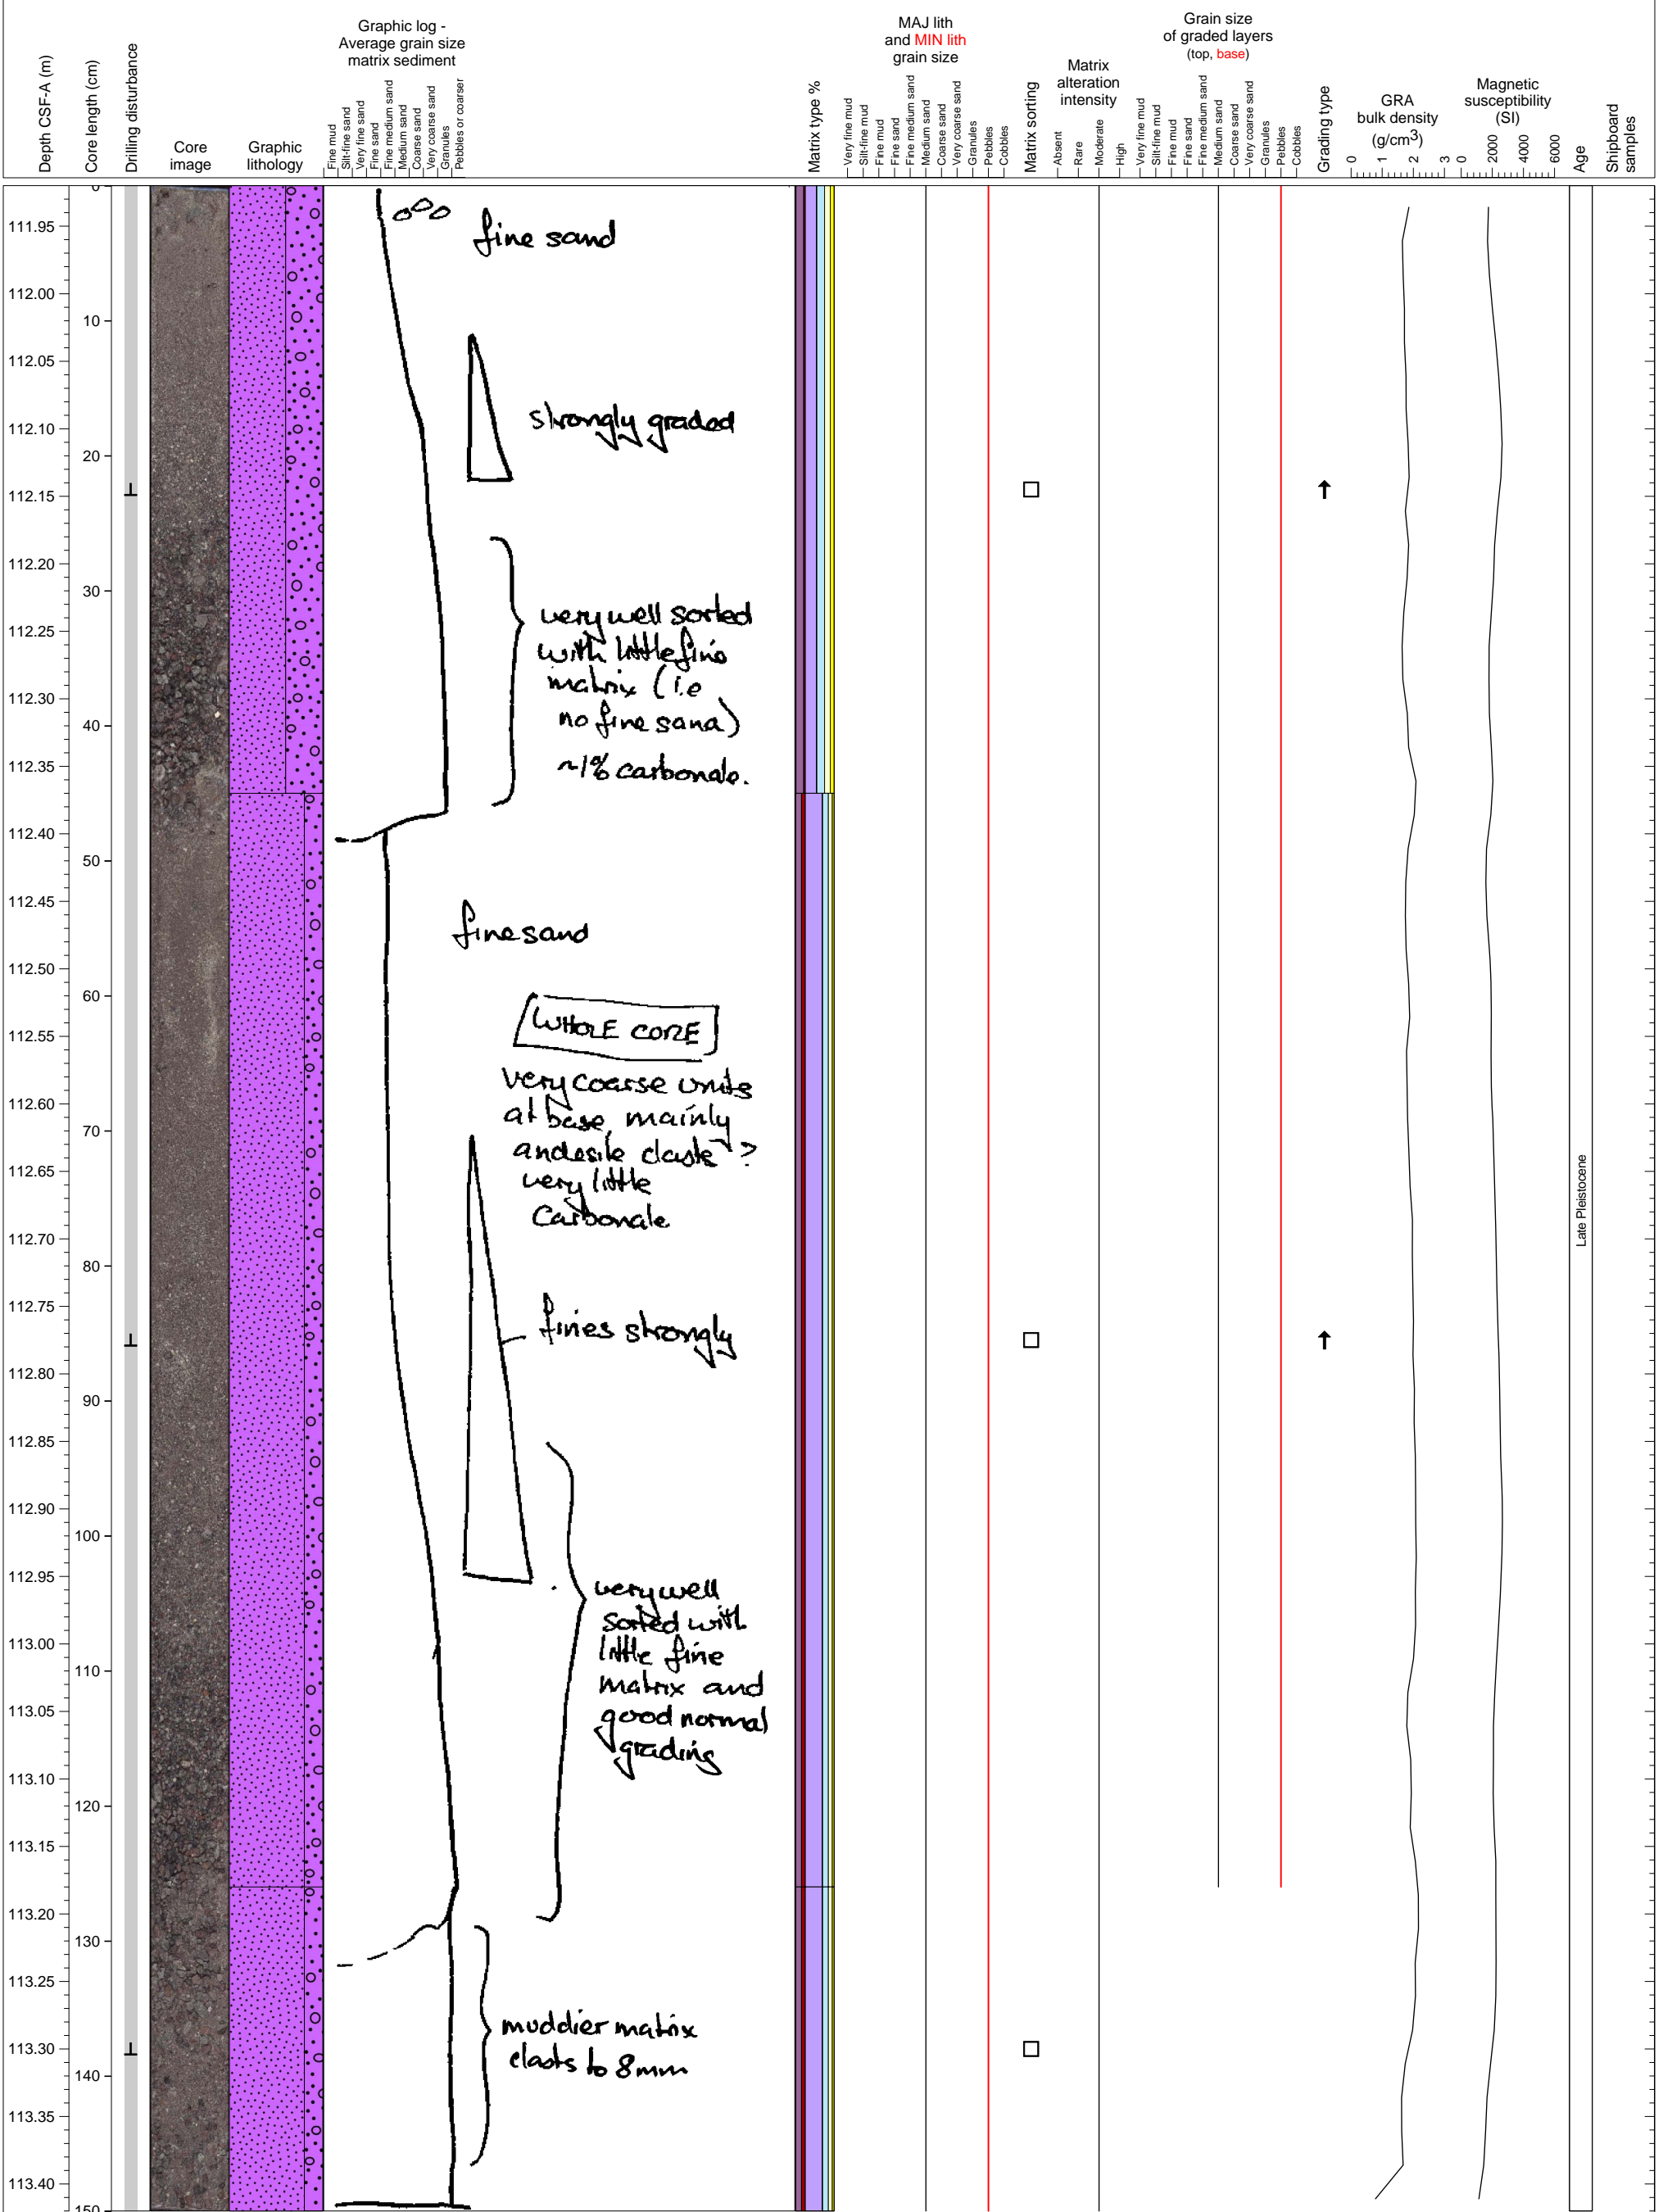 Depth CSF-A (m)
Core length (cm)
Drilling disturbance
Core
image
Graphic
lithology
Graphic log -
Average grain size
matrix sediment
Fine mud
Silt-fine sand
Very fine sand
Fine sand
Fine medium sand
Medium sand
Coarse sand
Very coarse sand
Granules
Pebbles or coarser
Matrix type %
MAJ lith
and MIN lith
grain size
Very fine mud
Silt-fine mud
Fine mud
Fine sand
Fine medium sand
Medium sand
Coarse sand
Very coarse sand
Granules
Pebbles
Cobbles
Matrix sorting
Matrix
alteration
intensity
Absent
Rare
Moderate
High
Grain size
of graded layers
(top, base)
Very fine mud
Silt-fine mud
Fine mud
Fine sand
Fine medium sand
Medium sand
Coarse sand
Very coarse sand
Granules
Pebbles
Cobbles
Grading type
GRA
bulk density
(g/cm3)
0 1 2 3
Magnetic
susceptibility
(SI)
0 2000 4000 6000
Age
Shipboard
samples
0
111.95
112.00
10
112.05
112.10
20
112.15
112.20
30
112.25
112.30
40
112.35
112.40
50
112.45
112.50
60
112.55
112.60
70
112.65
112.70
80
112.75
112.80
90
112.85
112.90
100
112.95
113.00
110
113.05
113.10
120
113.15
113.20
130
113.25
113.30
140
113.35
113.40
150
fine sand
strongly graded
very well sorted
with little fine
matrix (i.e
no fine sand)
~1% carbonate.
fine sand
WHOLE CORE
very coarse units
at base, mainly
andesite clasts ?
very little
Carbonate
fines strongly
very well
sorted with
little fine
matrix and
good normal
grading
muddier matrix
clasts to 8mm
Late Pleistocene